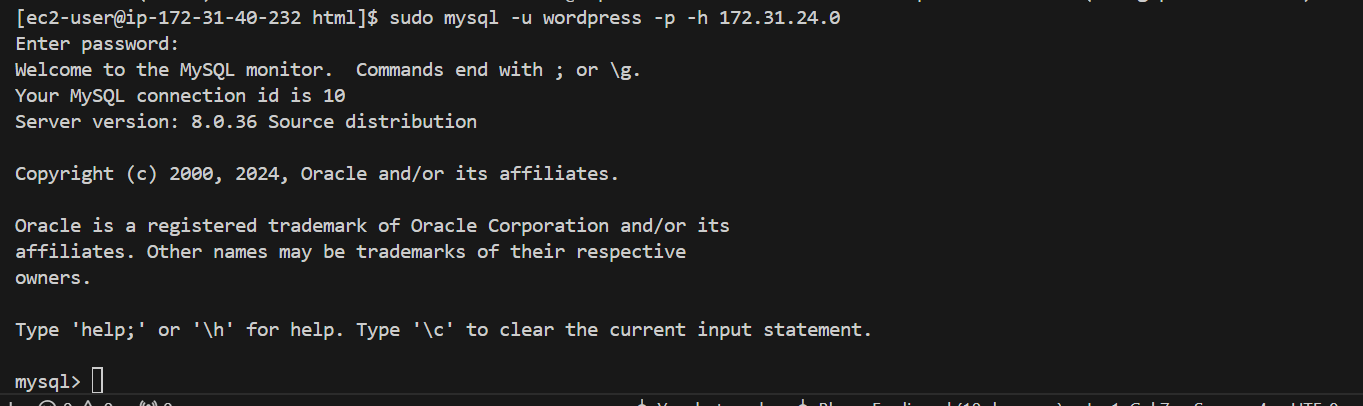 [ec2-user@ip-172-31-40-232 html]$ sudo mysql -u wordpress -p -h 172.31.24.0
Enter password:
Welcome to the MySQL monitor.  Commands end with ; or \g.
Your MySQL connection id is 10
Server version: 8.0.36 Source distribution
Copyright (c) 2000, 2024, Oracle and/or its affiliates.
Oracle is a registered trademark of Oracle Corporation and/or its
affiliates. Other names may be trademarks of their respective
owners.
Type 'help;' or '\h' for help. Type '\c' to clear the current input statement.
mysql>